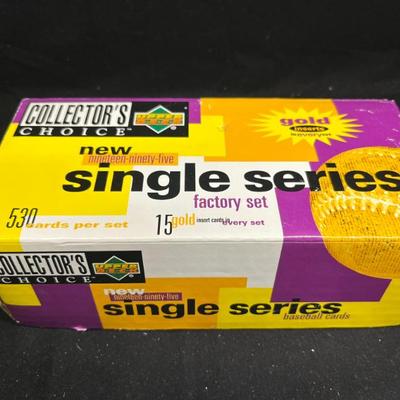 COLLECTOR'S
CHOICE™
UPPER DECK
gold
inserts
new
nineteen-ninety-five
single series
factory set
530 cards per set
15 gold insert cards in every set
COLLECTOR'S
CHOICE
UPPER DECK
new
nineteen-ninety-five
single series
baseball cards